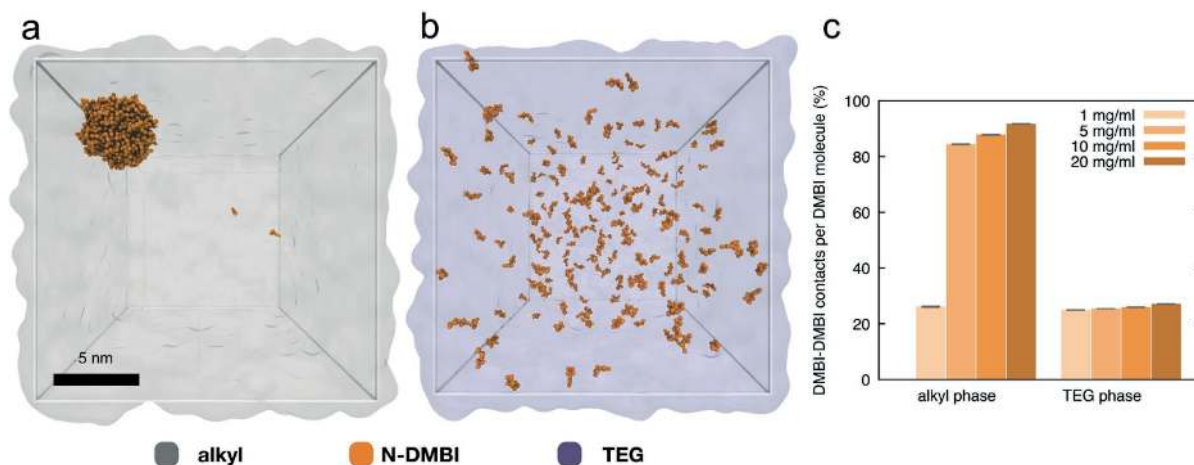 a
5 nm
b
c
DMBI-DMBI contacts per DMBI molecule (%)
100
80
60
40
20
0
1 mg/ml
5 mg/ml
10 mg/ml
20 mg/ml
alkyl phase
TEG phase
alkyl
N-DMBI
TEG